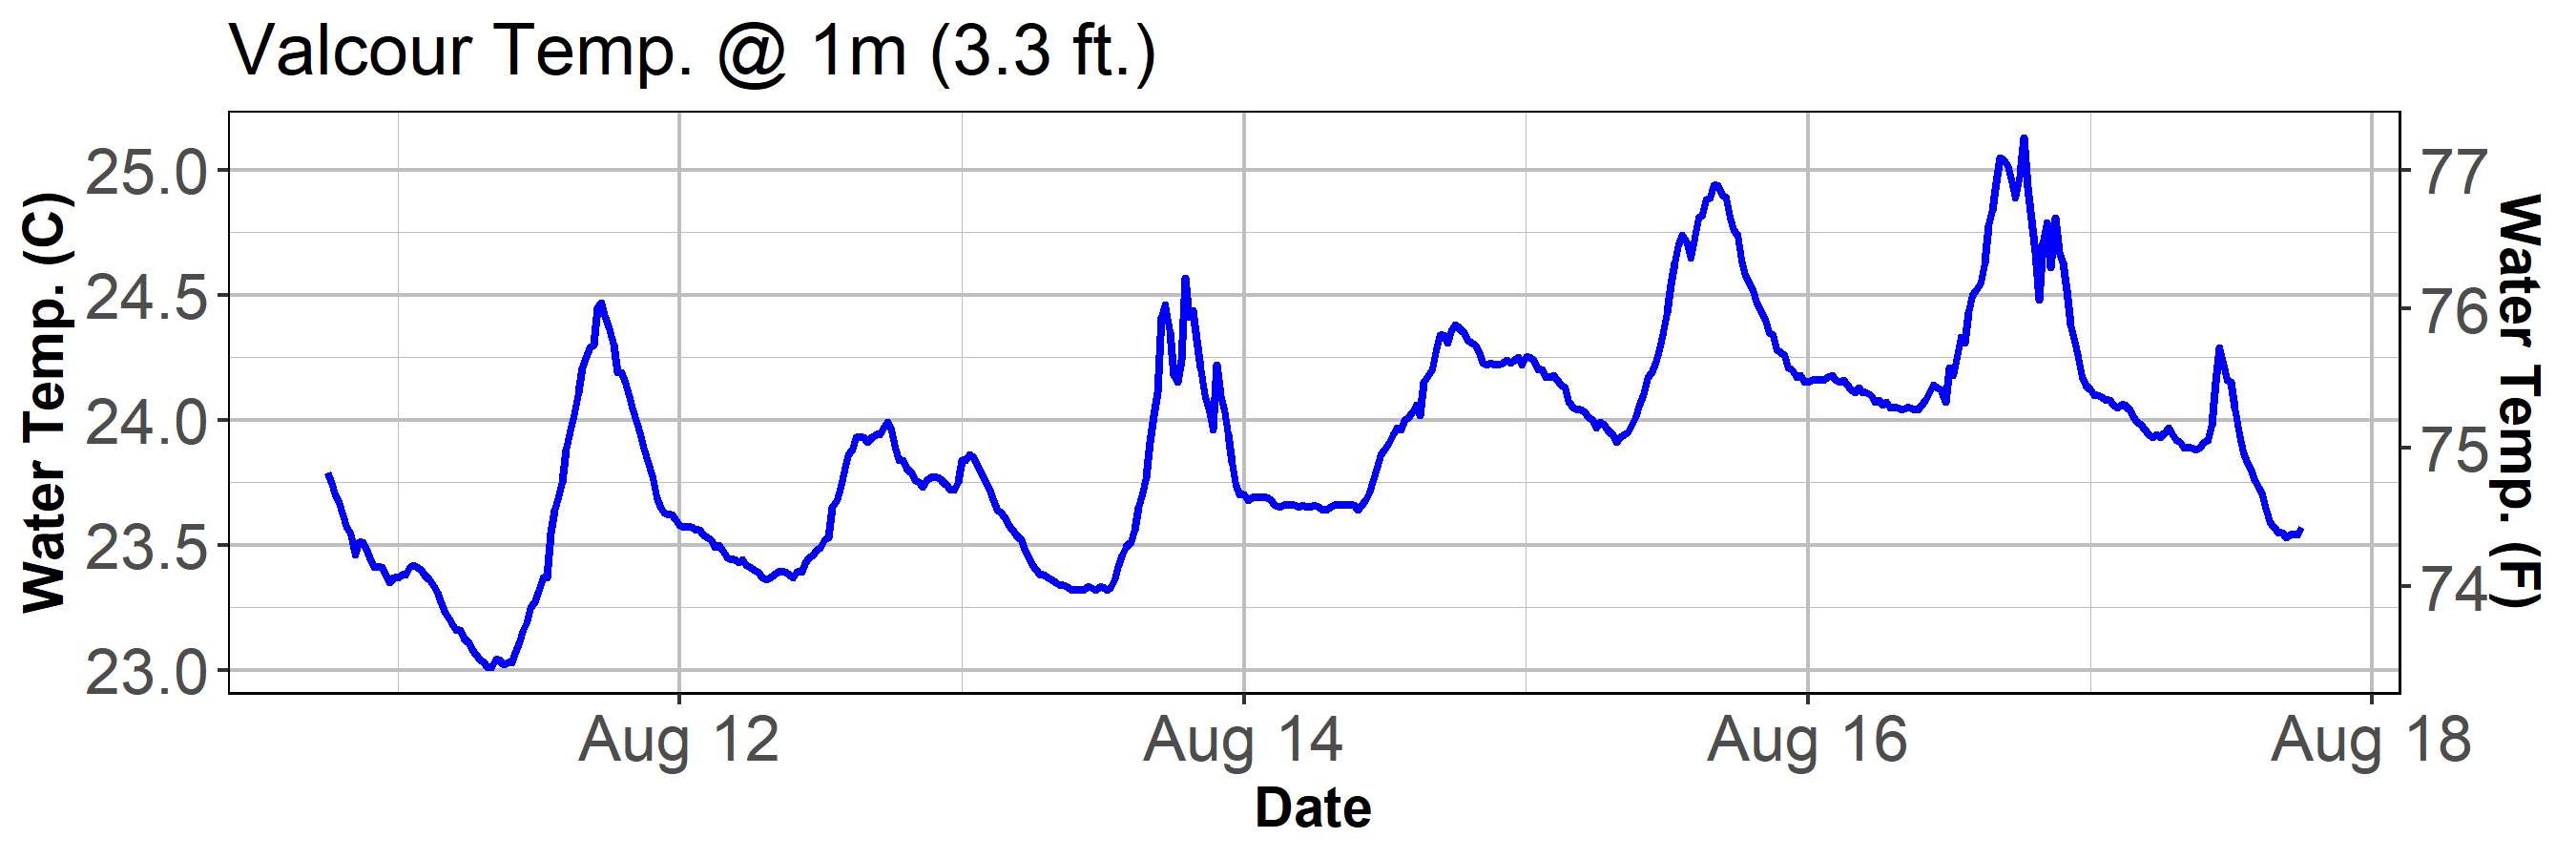 Valcour Temp. @ 1m (3.3 ft.)
Water Temp. (C)
25.0
24.5
24.0
23.5
23.0
77
76
75
74
Water Temp. (F)
Aug 12
Aug 14
Aug 16
Aug 18
Date